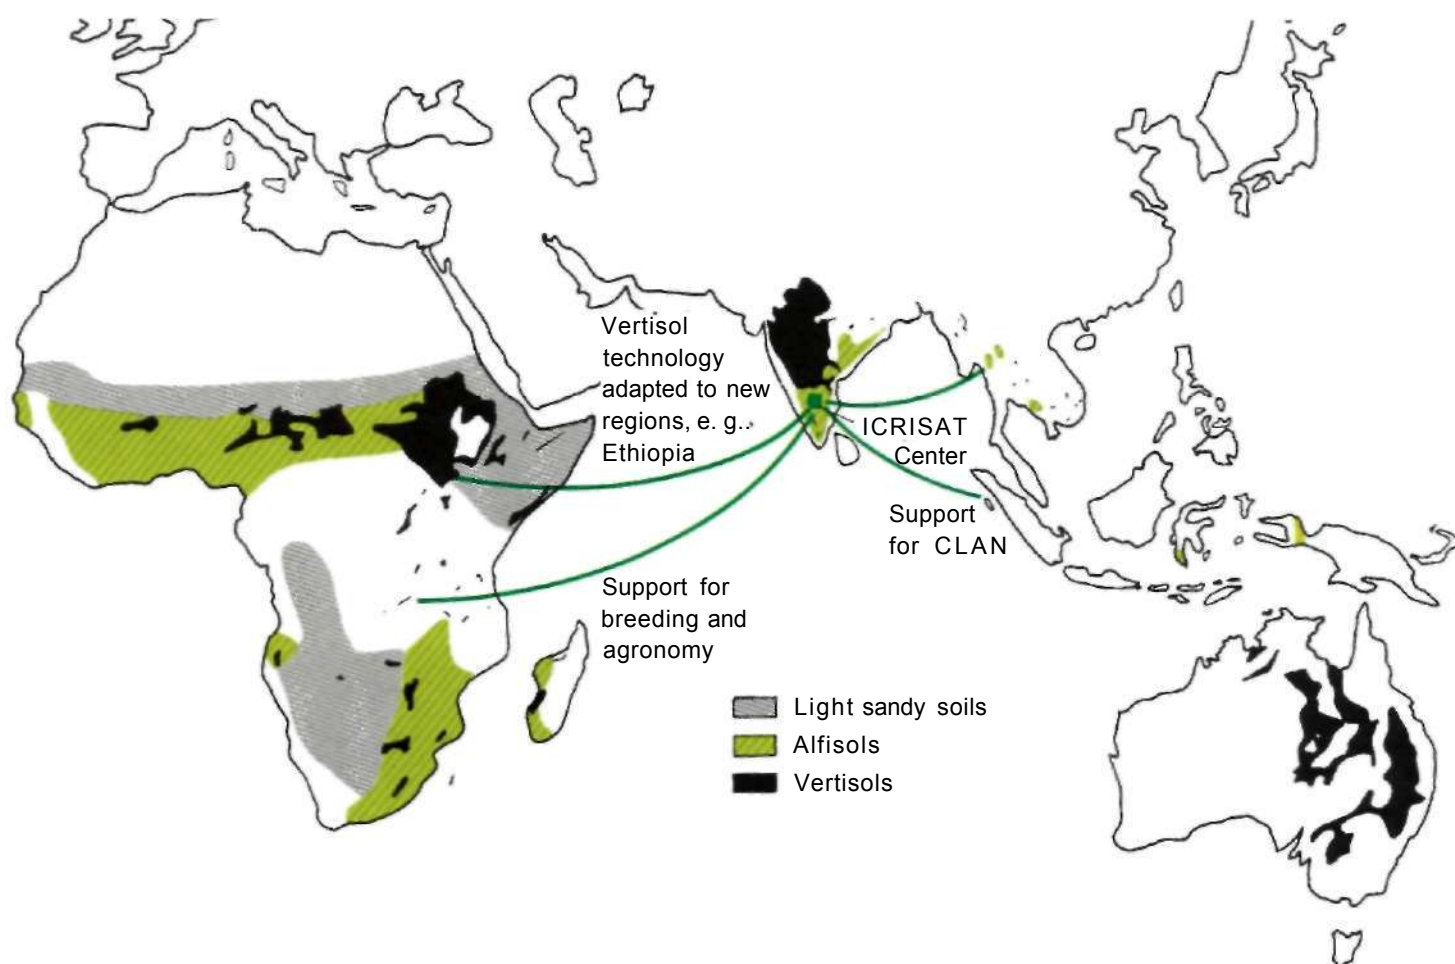 Vertisol
technology
adapted to new
regions, e. g..
Ethiopia
ICRISAT
Center
Support
for CLAN
Support for
breeding and
agronomy
Light sandy soils
Alfisols
Vertisols